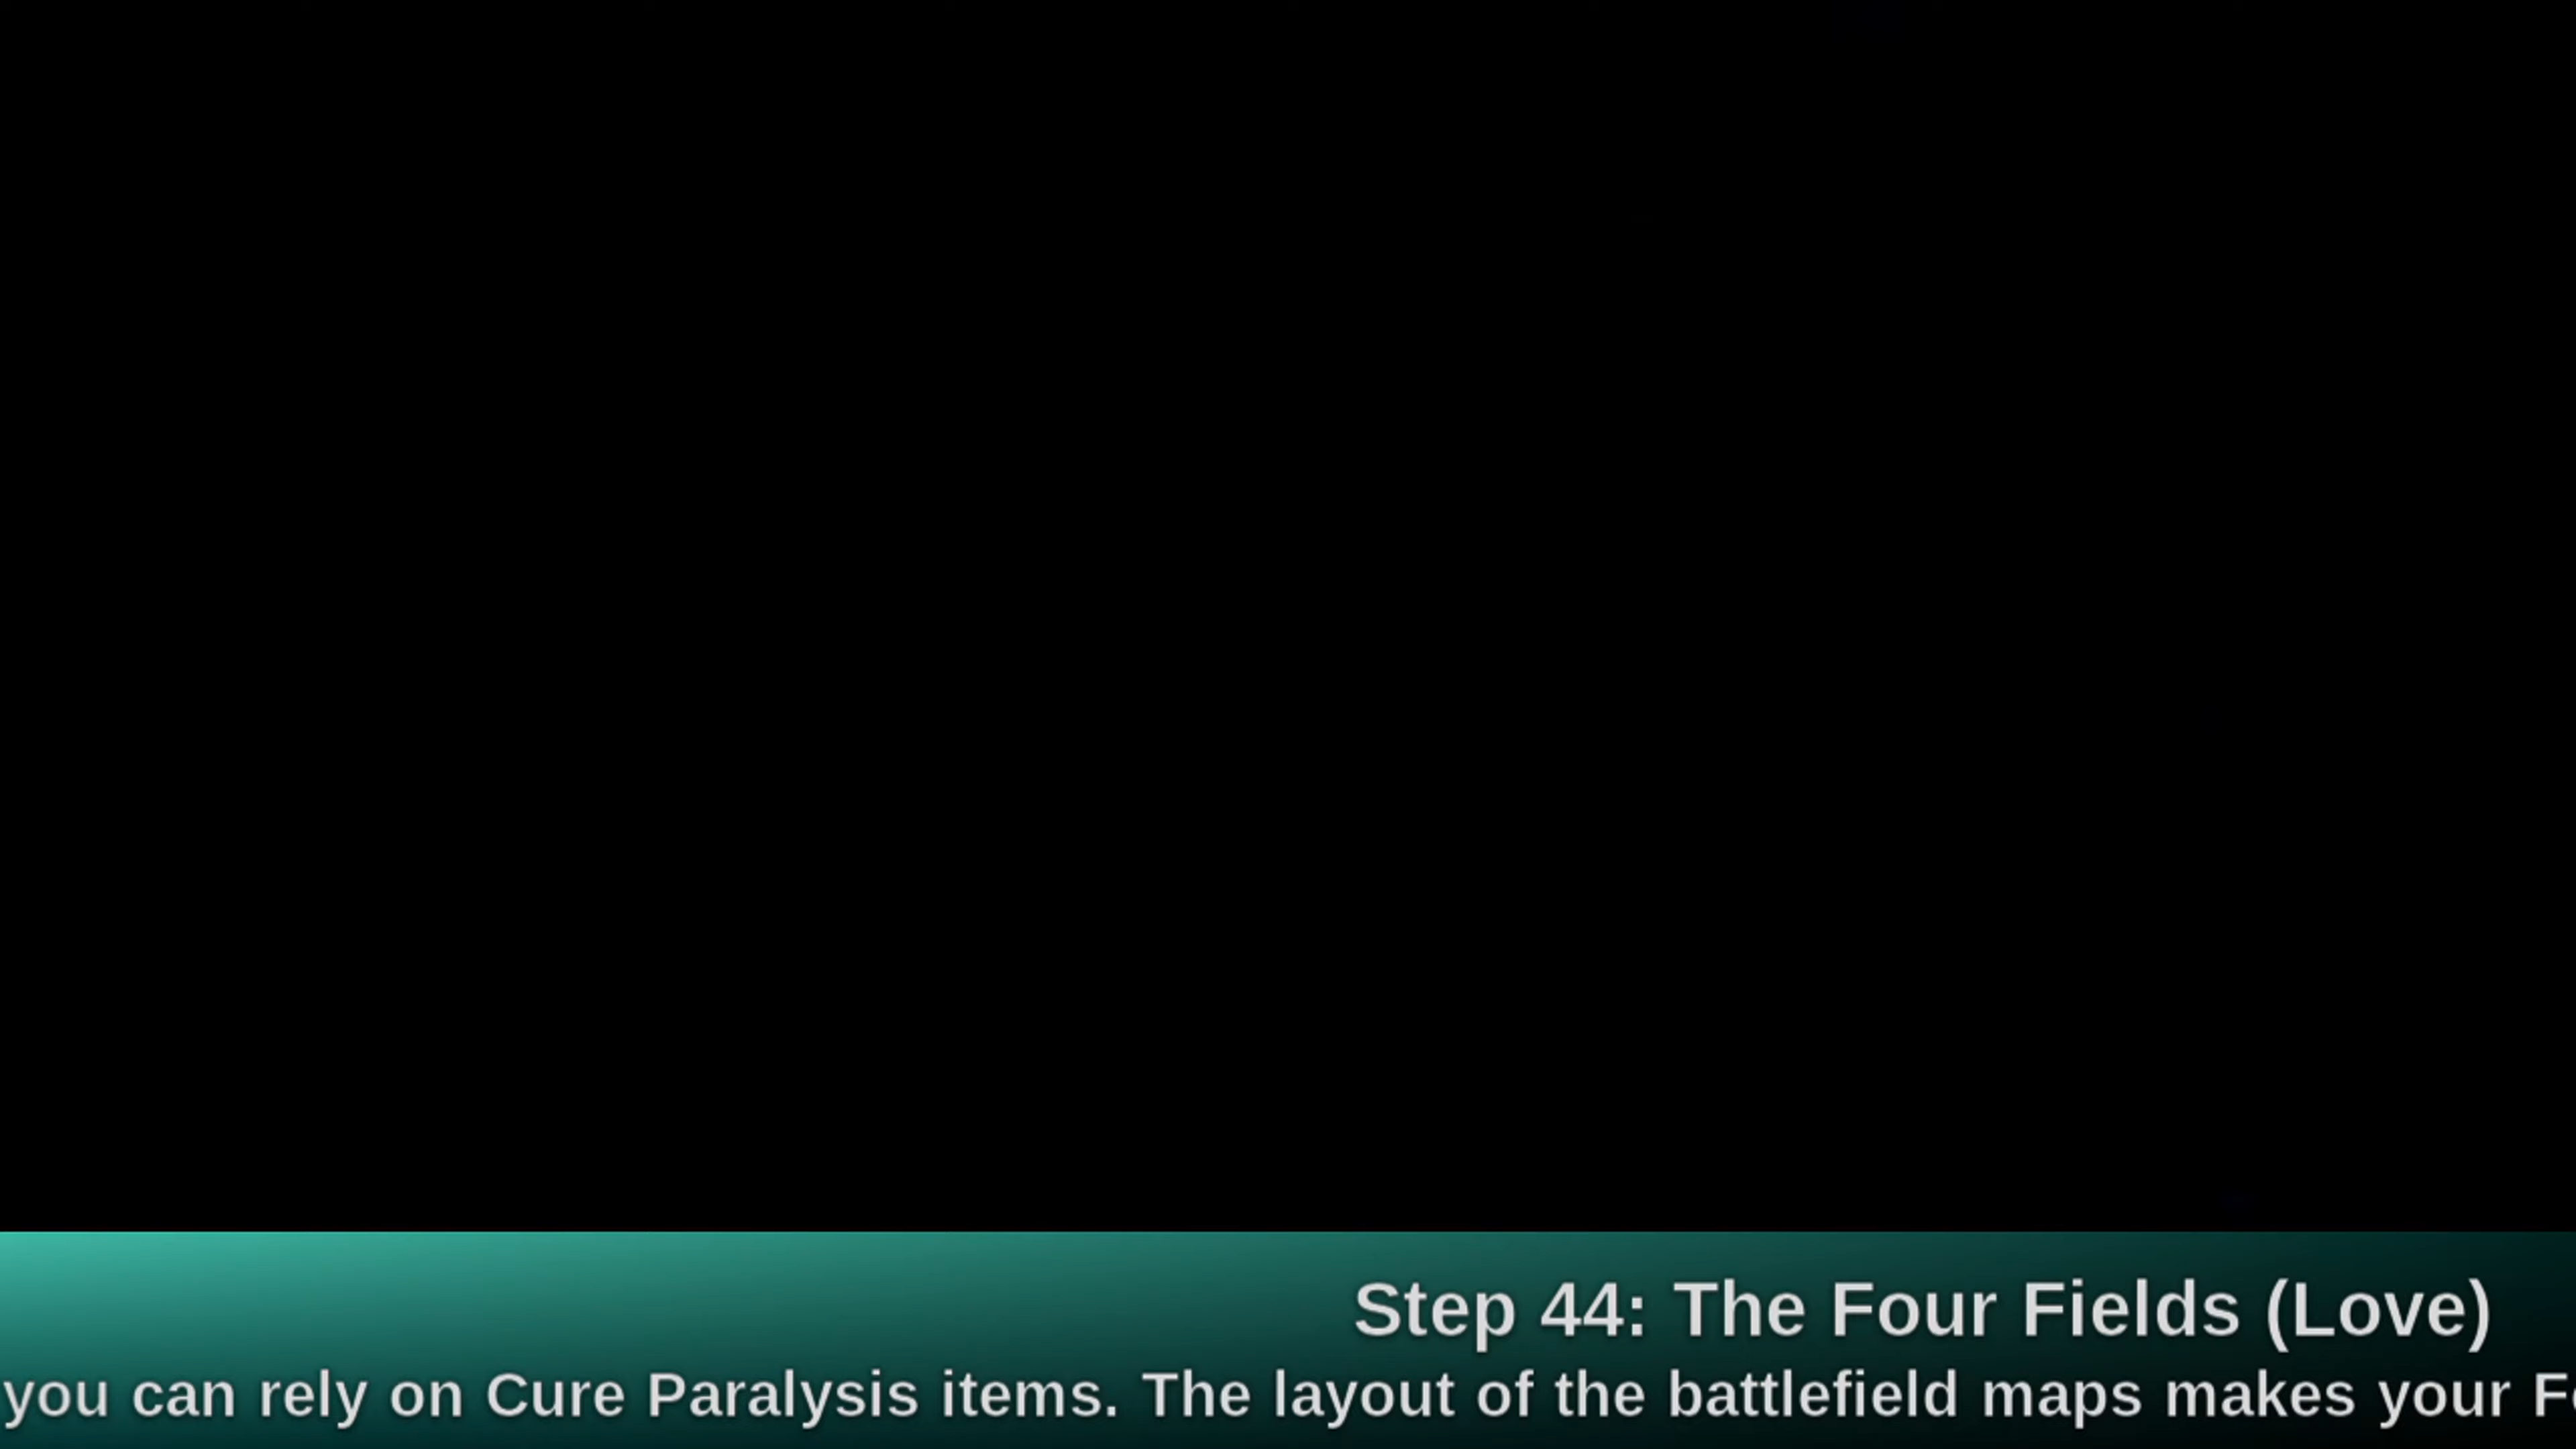 Step 44: The Four Fields (Love)
you can rely on Cure Paralysis items. The layout of the battlefield maps makes your